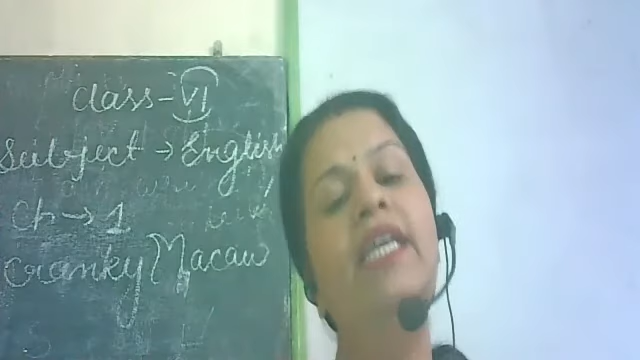 Class - VI
Subject → English
Ch → 1
Cranky Macaw